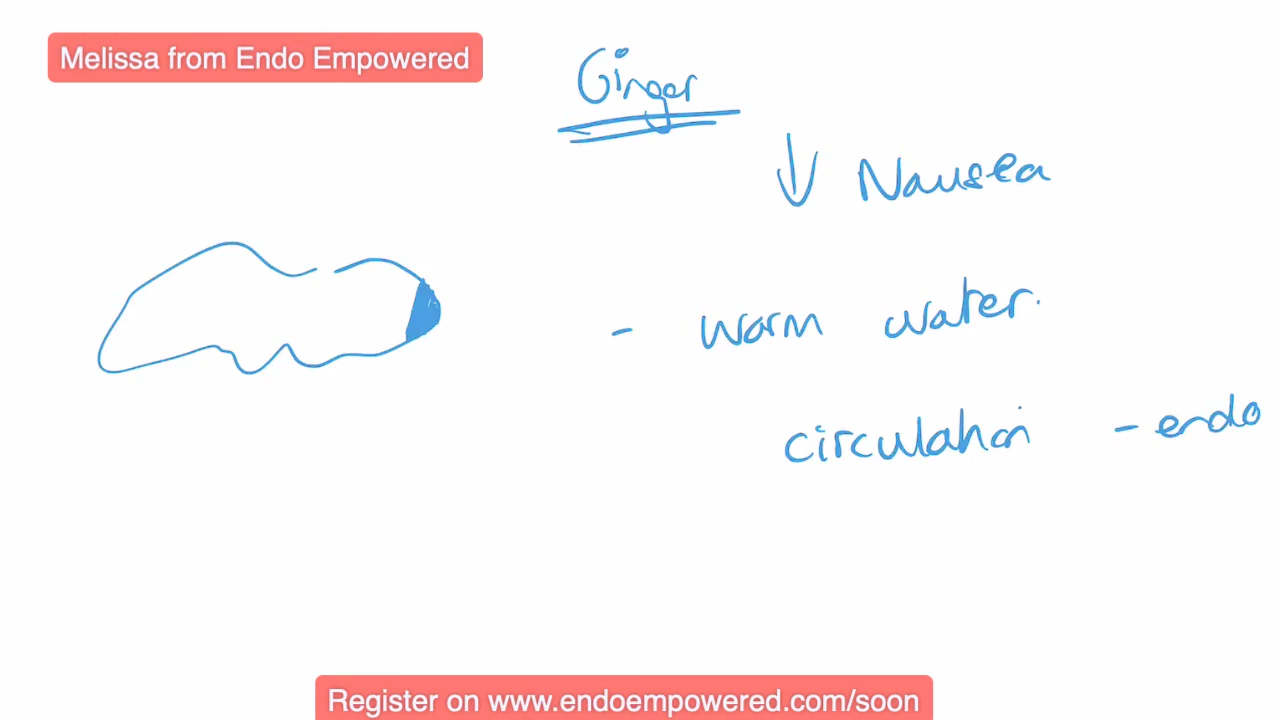 Melissa from Endo Empowered
Ginger
↓ Nausea
- warm water.
circulation - endo
Register on www.endoempowered.com/soon